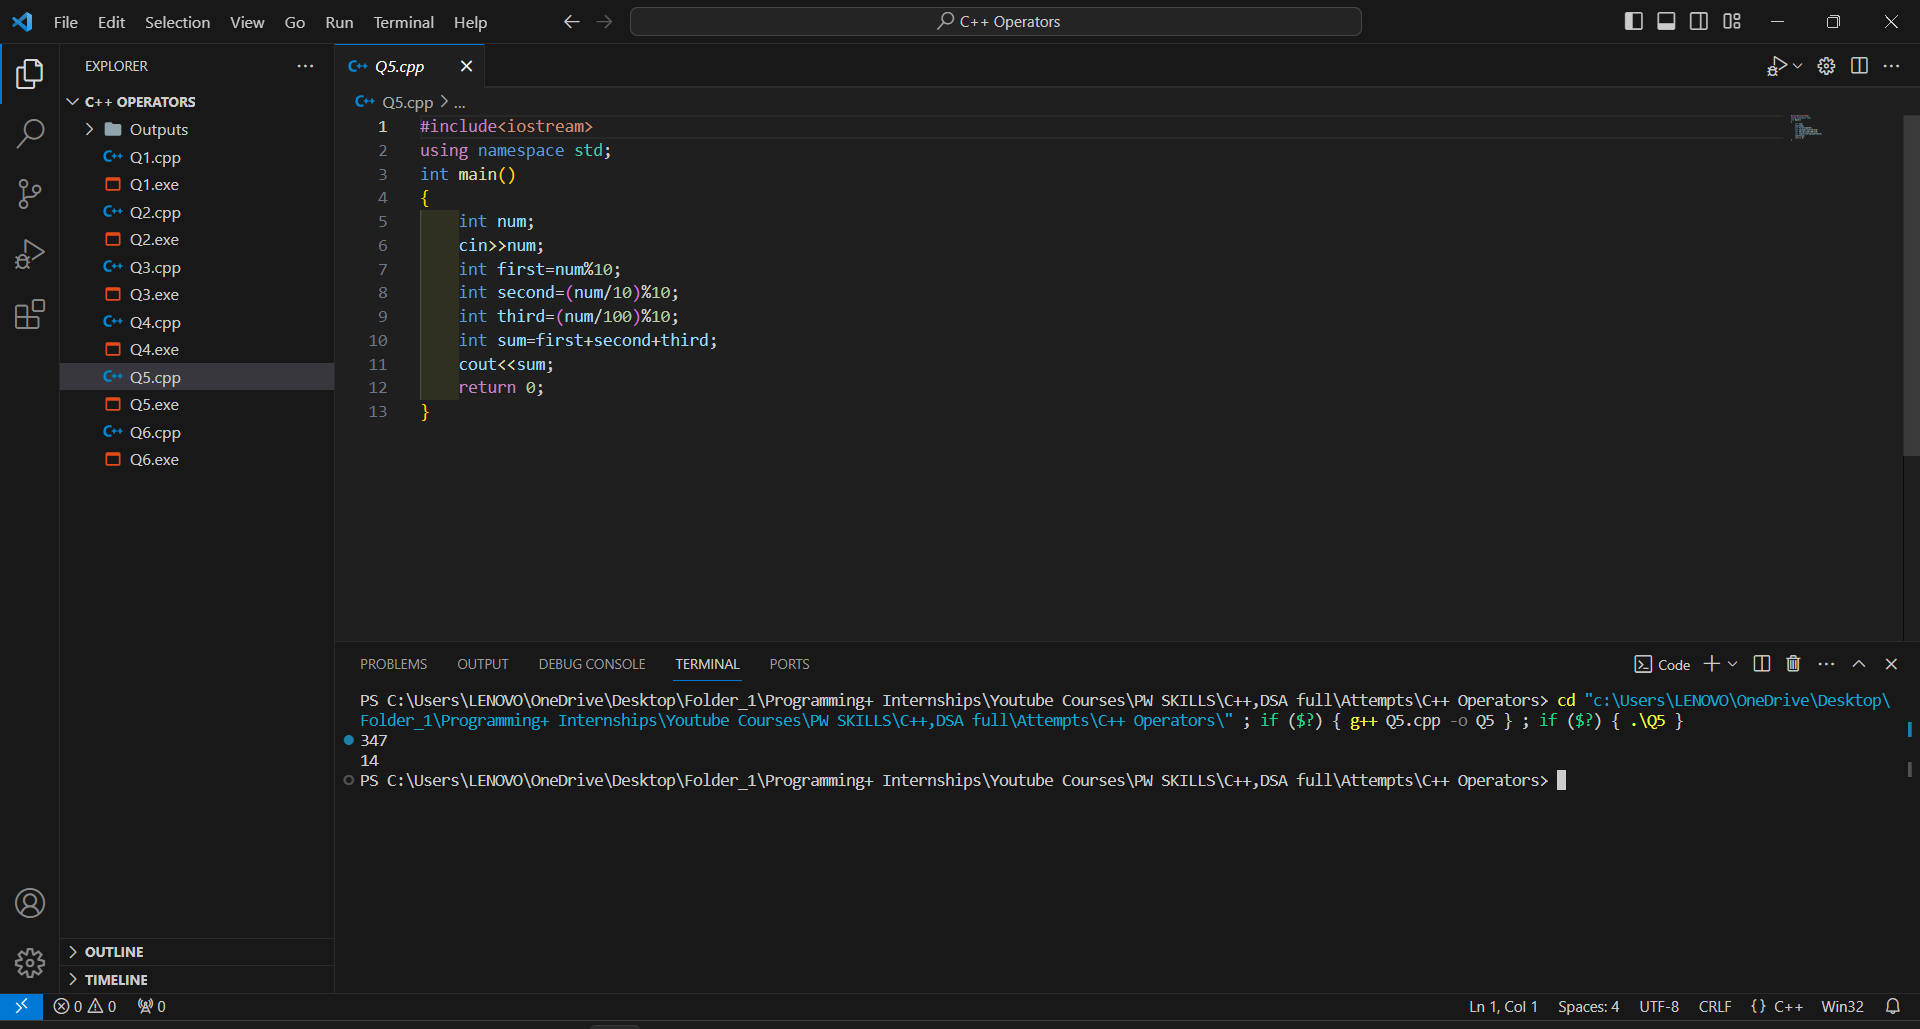 File Edit Selection View Go Run Terminal Help
C++ Operators
EXPLORER
C++ OPERATORS
Outputs
C++ Q1.cpp
Q1.exe
C++ Q2.cpp
Q2.exe
C++ Q3.cpp
Q3.exe
C++ Q4.cpp
Q4.exe
C++ Q5.cpp
Q5.exe
C++ Q6.cpp
Q6.exe
OUTLINE
TIMELINE
C++ Q5.cpp
C++ Q5.cpp > ...
1 #include<iostream>
2 using namespace std;
3 int main()
4 {
5 int num;
6 cin>>num;
7 int first=num%10;
8 int second=(num/10)%10;
9 int third=(num/100)%10;
10 int sum=first+second+third;
11 cout<<sum;
12 return 0;
13 }
PROBLEMS OUTPUT DEBUG CONSOLE TERMINAL PORTS
Code
PS C:\Users\LENOVO\OneDrive\Desktop\Folder_1\Programming+ Internships\Youtube Courses\PW SKILLS\C++,DSA full\Attempts\C++ Operators> cd "c:\Users\LENOVO\OneDrive\Desktop\
Folder_1\Programming+ Internships\Youtube Courses\PW SKILLS\C++,DSA full\Attempts\C++ Operators\" ; if ($?) { g++ Q5.cpp -o Q5 } ; if ($?) { .\Q5 }
347
14
PS C:\Users\LENOVO\OneDrive\Desktop\Folder_1\Programming+ Internships\Youtube Courses\PW SKILLS\C++,DSA full\Attempts\C++ Operators>
0 0 0
Ln 1, Col 1 Spaces: 4 UTF-8 CRLF {} C++ Win32